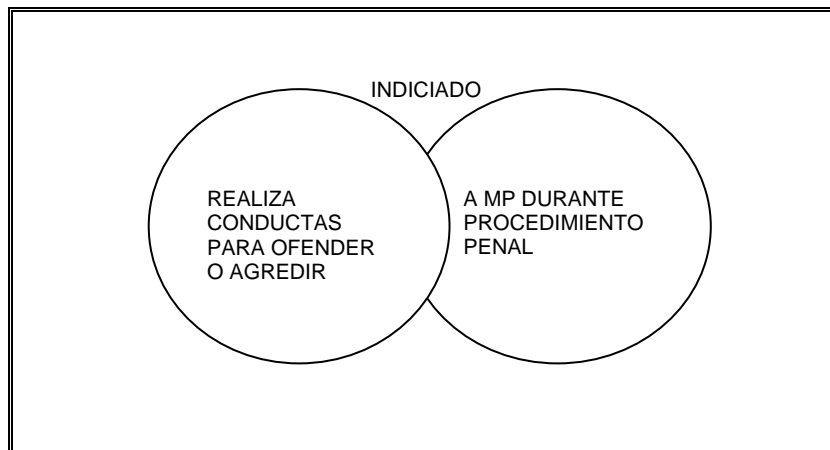 INDICIADO
REALIZA
CONDUCTAS
PARA OFENDER
O AGREDIR
A MP DURANTE
PROCEDIMIENTO
PENAL